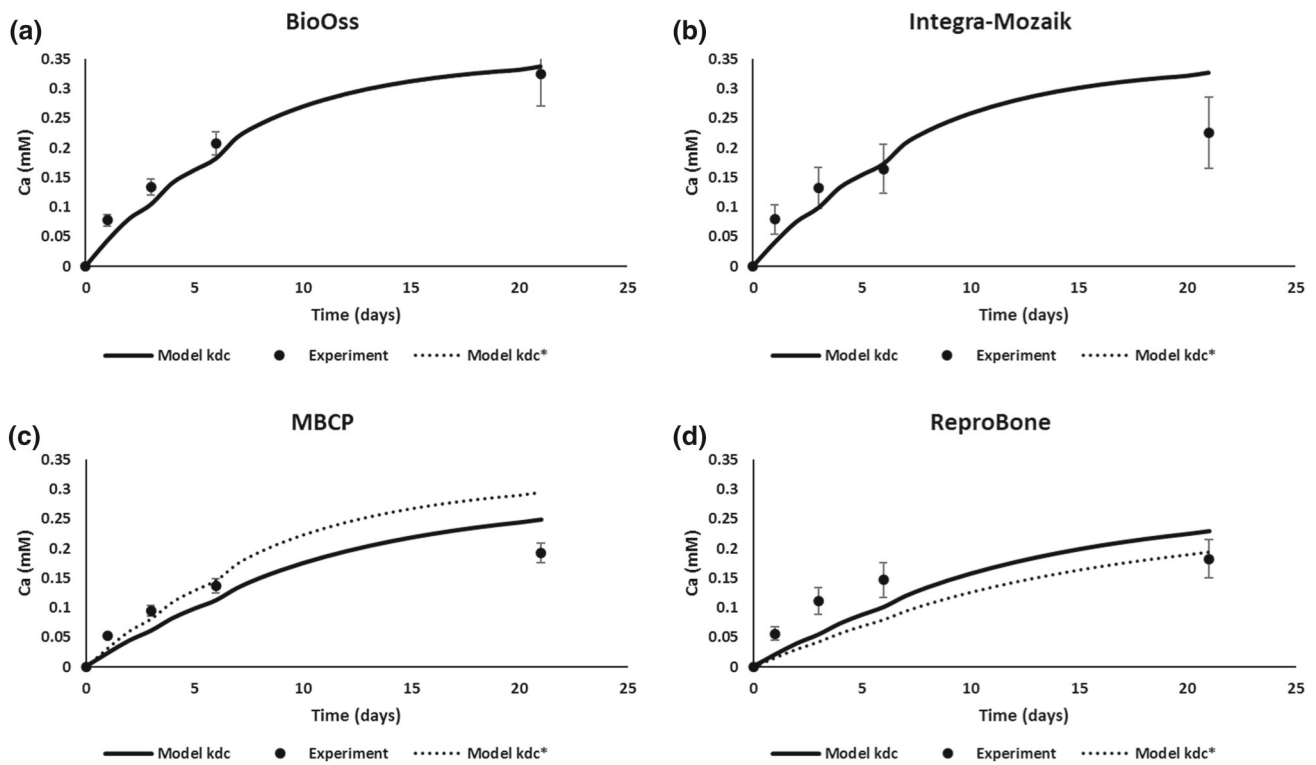 (a)
BioOss
Ca (mM)
0.35
0.3
0.25
0.2
0.15
0.1
0.05
0
0 5 10 15 20 25
Time (days)
Model kdc Experiment Model kdc*
(b)
Integra-Mozaik
Ca (mM)
0.35
0.3
0.25
0.2
0.15
0.1
0.05
0
0 5 10 15 20 25
Time (days)
Model kdc Experiment Model kdc*
(c)
MBCP
Ca (mM)
0.35
0.3
0.25
0.2
0.15
0.1
0.05
0
0 5 10 15 20 25
Time (days)
Model kdc Experiment Model kdc*
(d)
ReproBone
Ca (mM)
0.35
0.3
0.25
0.2
0.15
0.1
0.05
0
0 5 10 15 20 25
Time (days)
Model kdc Experiment Model kdc*